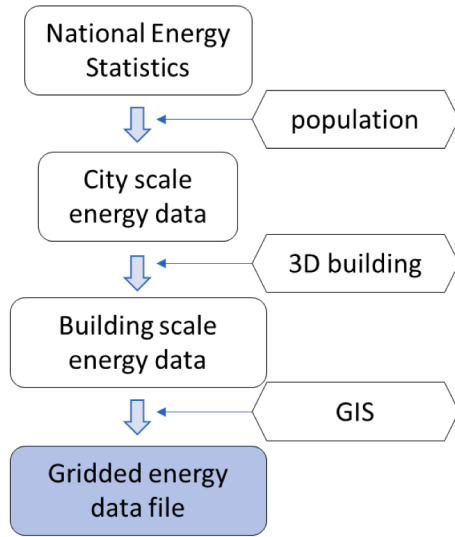 National Energy
Statistics
population
City scale
energy data
3D building
Building scale
energy data
GIS
Gridded energy
data file